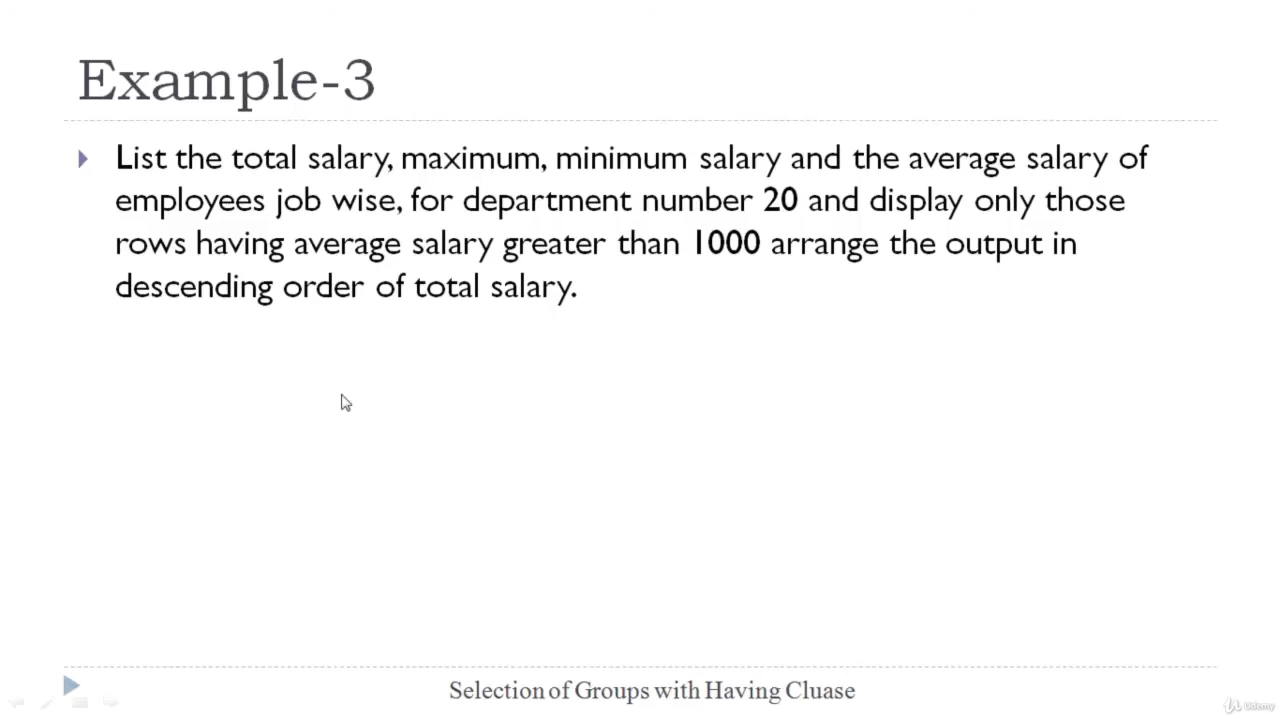 Example-3
List the total salary, maximum, minimum salary and the average salary of
employees job wise, for department number 20 and display only those
rows having average salary greater than 1000 arrange the output in
descending order of total salary.
Selection of Groups with Having Cluase
Udemy